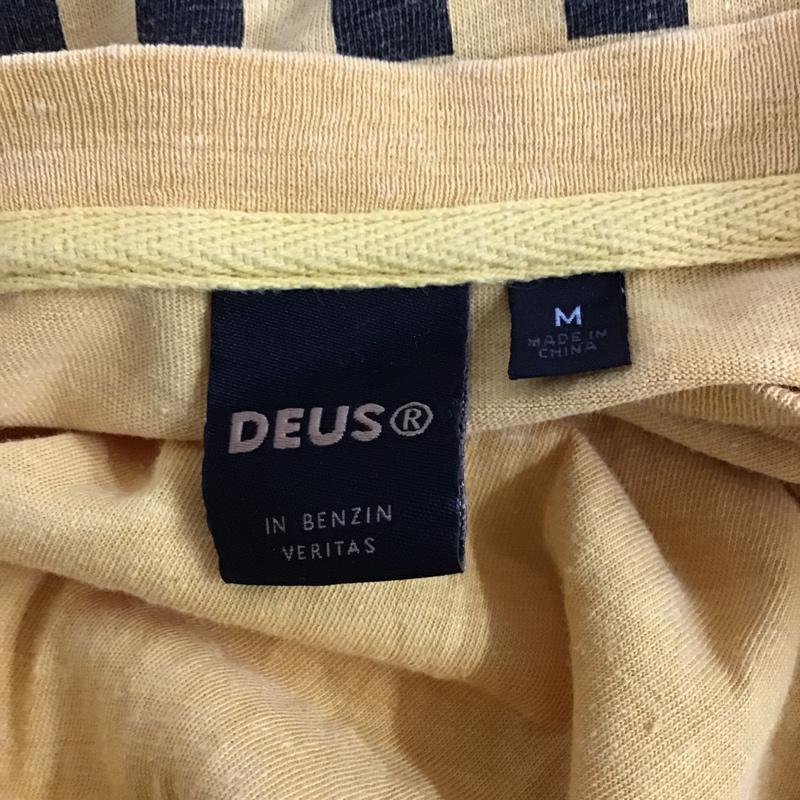 DEUS®
IN BENZIN
VERITAS
M
MADE IN
CHINA